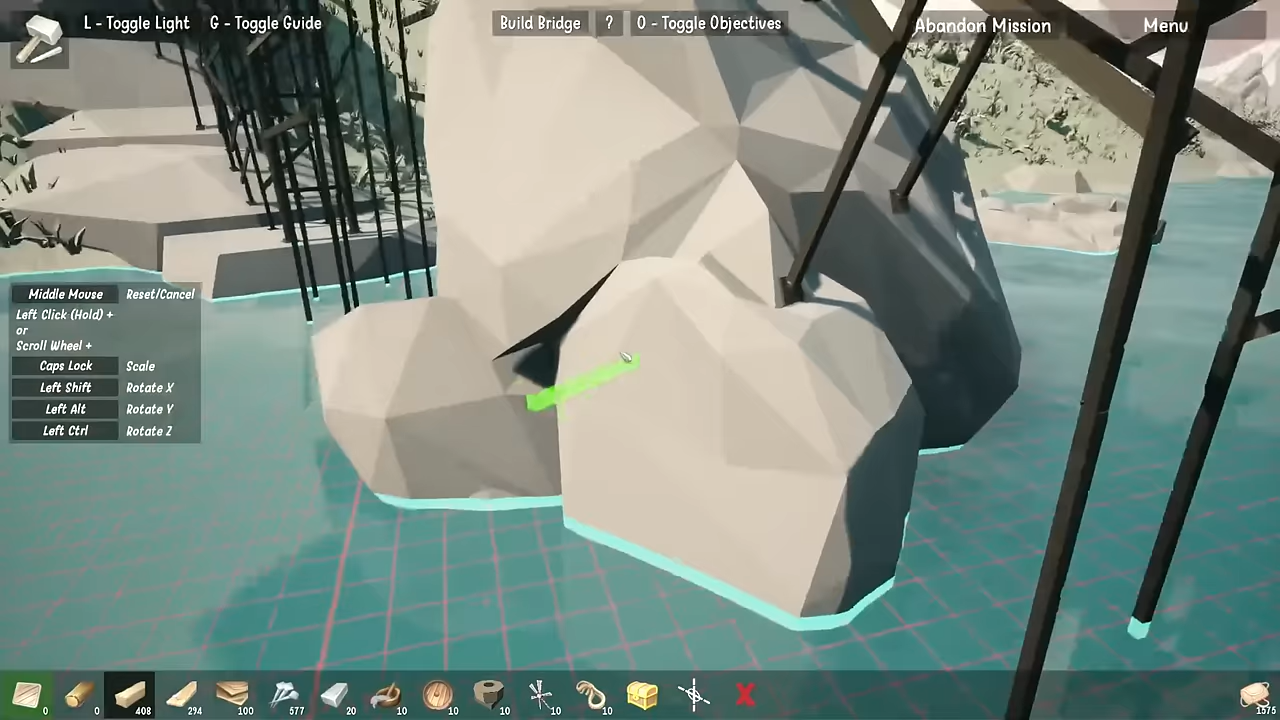 L - Toggle Light
G - Toggle Guide
Build Bridge
?
O - Toggle Objectives
Abandon Mission
Menu
Middle Mouse Reset/Cancel
Left Click (Hold) +
or
Scroll Wheel +
Caps Lock Scale
Left Shift Rotate X
Left Alt Rotate Y
Left Ctrl Rotate Z
0 0 408 294 100 577 20 10 10 10 10 10 1575